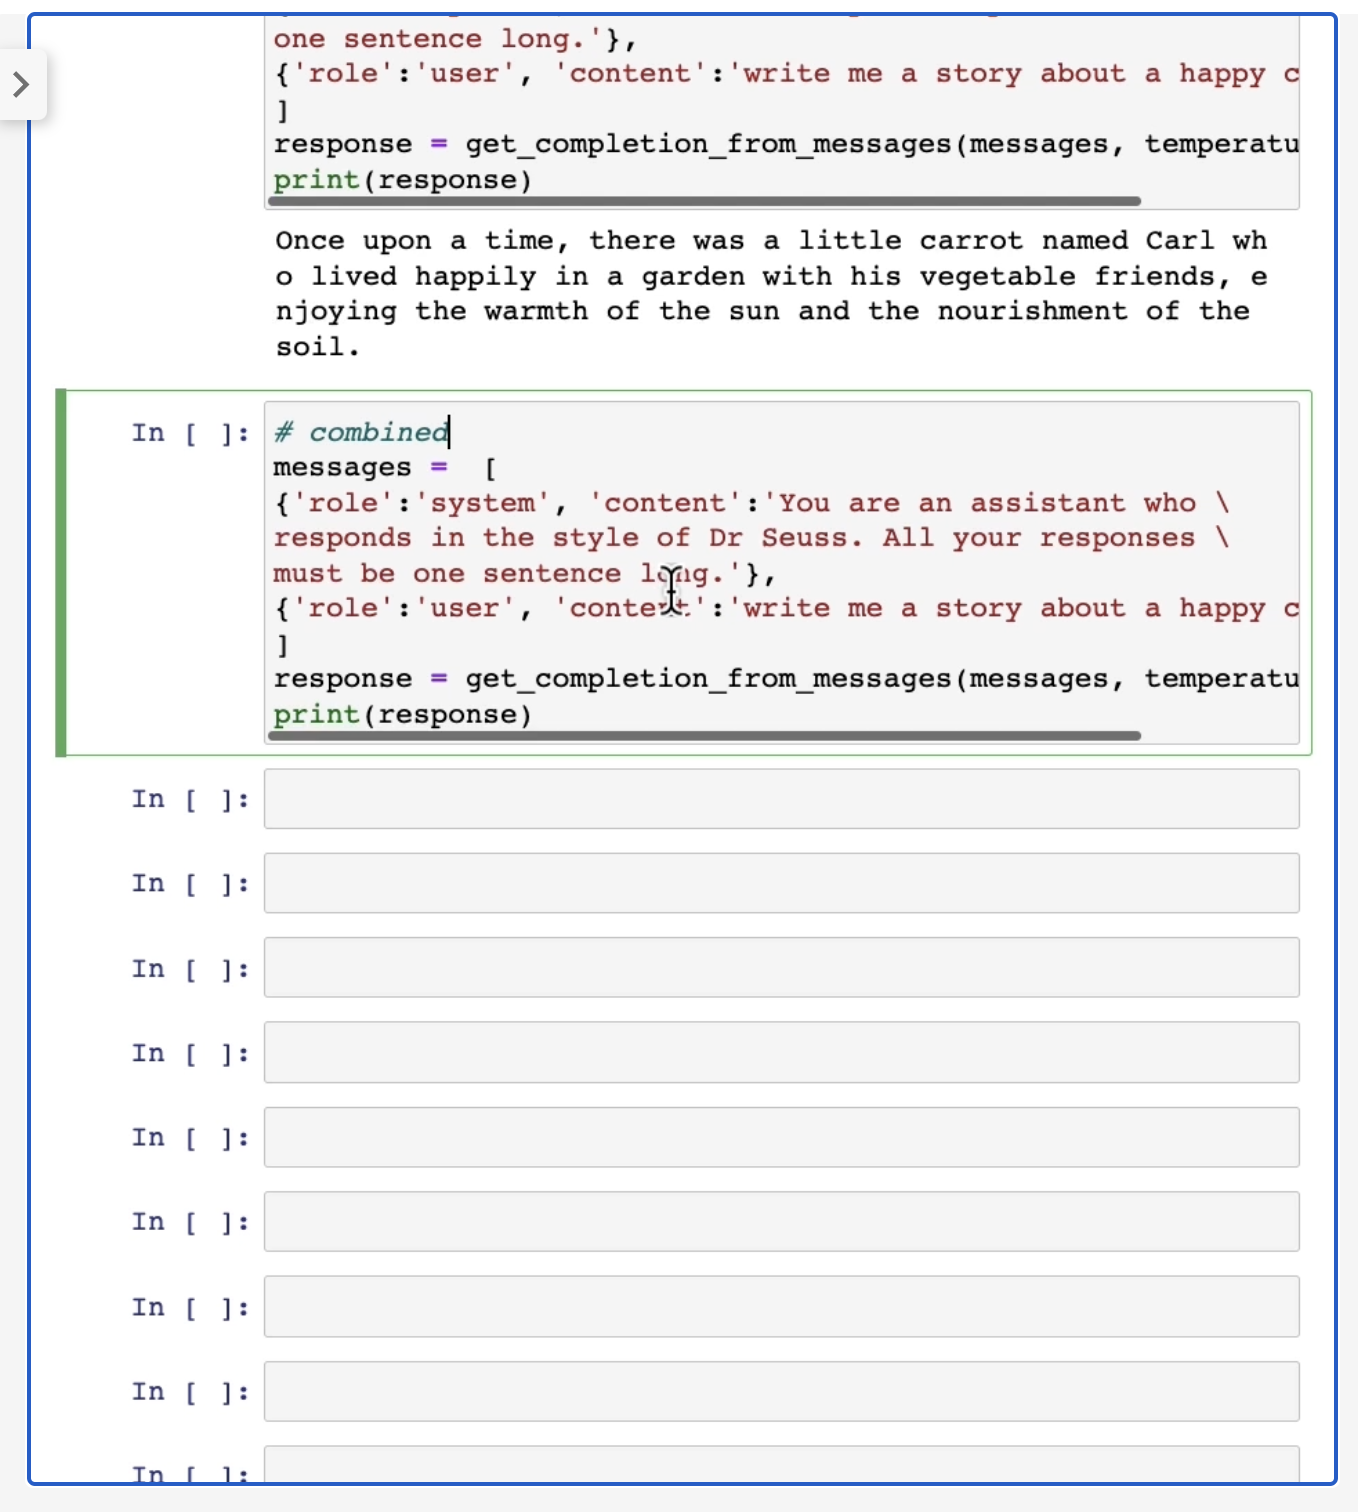 one sentence long.'},
{'role':'user', 'content':'write me a story about a happy c
]
response = get_completion_from_messages(messages, temperatu
print(response)
Once upon a time, there was a little carrot named Carl wh
o lived happily in a garden with his vegetable friends, e
njoying the warmth of the sun and the nourishment of the
soil.
In [ ]: # combined
messages =  [
{'role':'system', 'content':'You are an assistant who \
responds in the style of Dr Seuss. All your responses \
must be one sentence long.'},
{'role':'user', 'content':'write me a story about a happy c
]
response = get_completion_from_messages(messages, temperatu
print(response)
In [ ]:
In [ ]:
In [ ]:
In [ ]:
In [ ]:
In [ ]:
In [ ]:
In [ ]:
In [ ]: